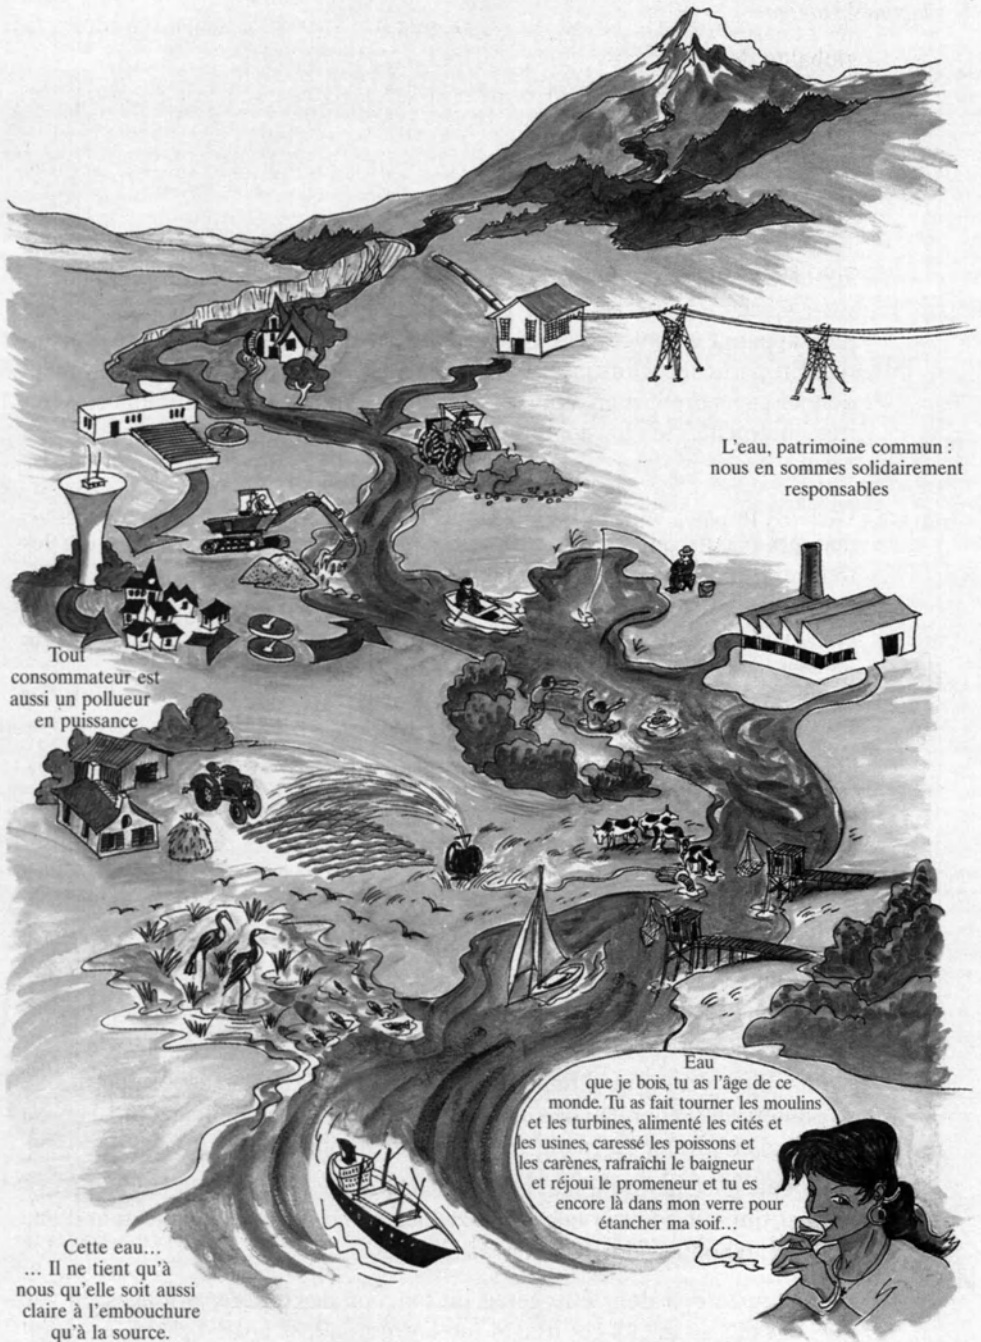 L'eau, patrimoine commun :
nous en sommes solidairement
responsables
Tout
consommateur est
aussi un pollueur
en puissance
Eau
que je bois, tu as l'âge de ce
monde. Tu as fait tourner les moulins
et les turbines, alimenté les cités et
les usines, caressé les poissons et
les carènes, rafraîchi le baigneur
et réjoui le promeneur et tu es
encore là dans mon verre pour
étancher ma soif...
Cette eau...
... Il ne tient qu'à
nous qu'elle soit aussi
claire à l'embouchure
qu'à la source.